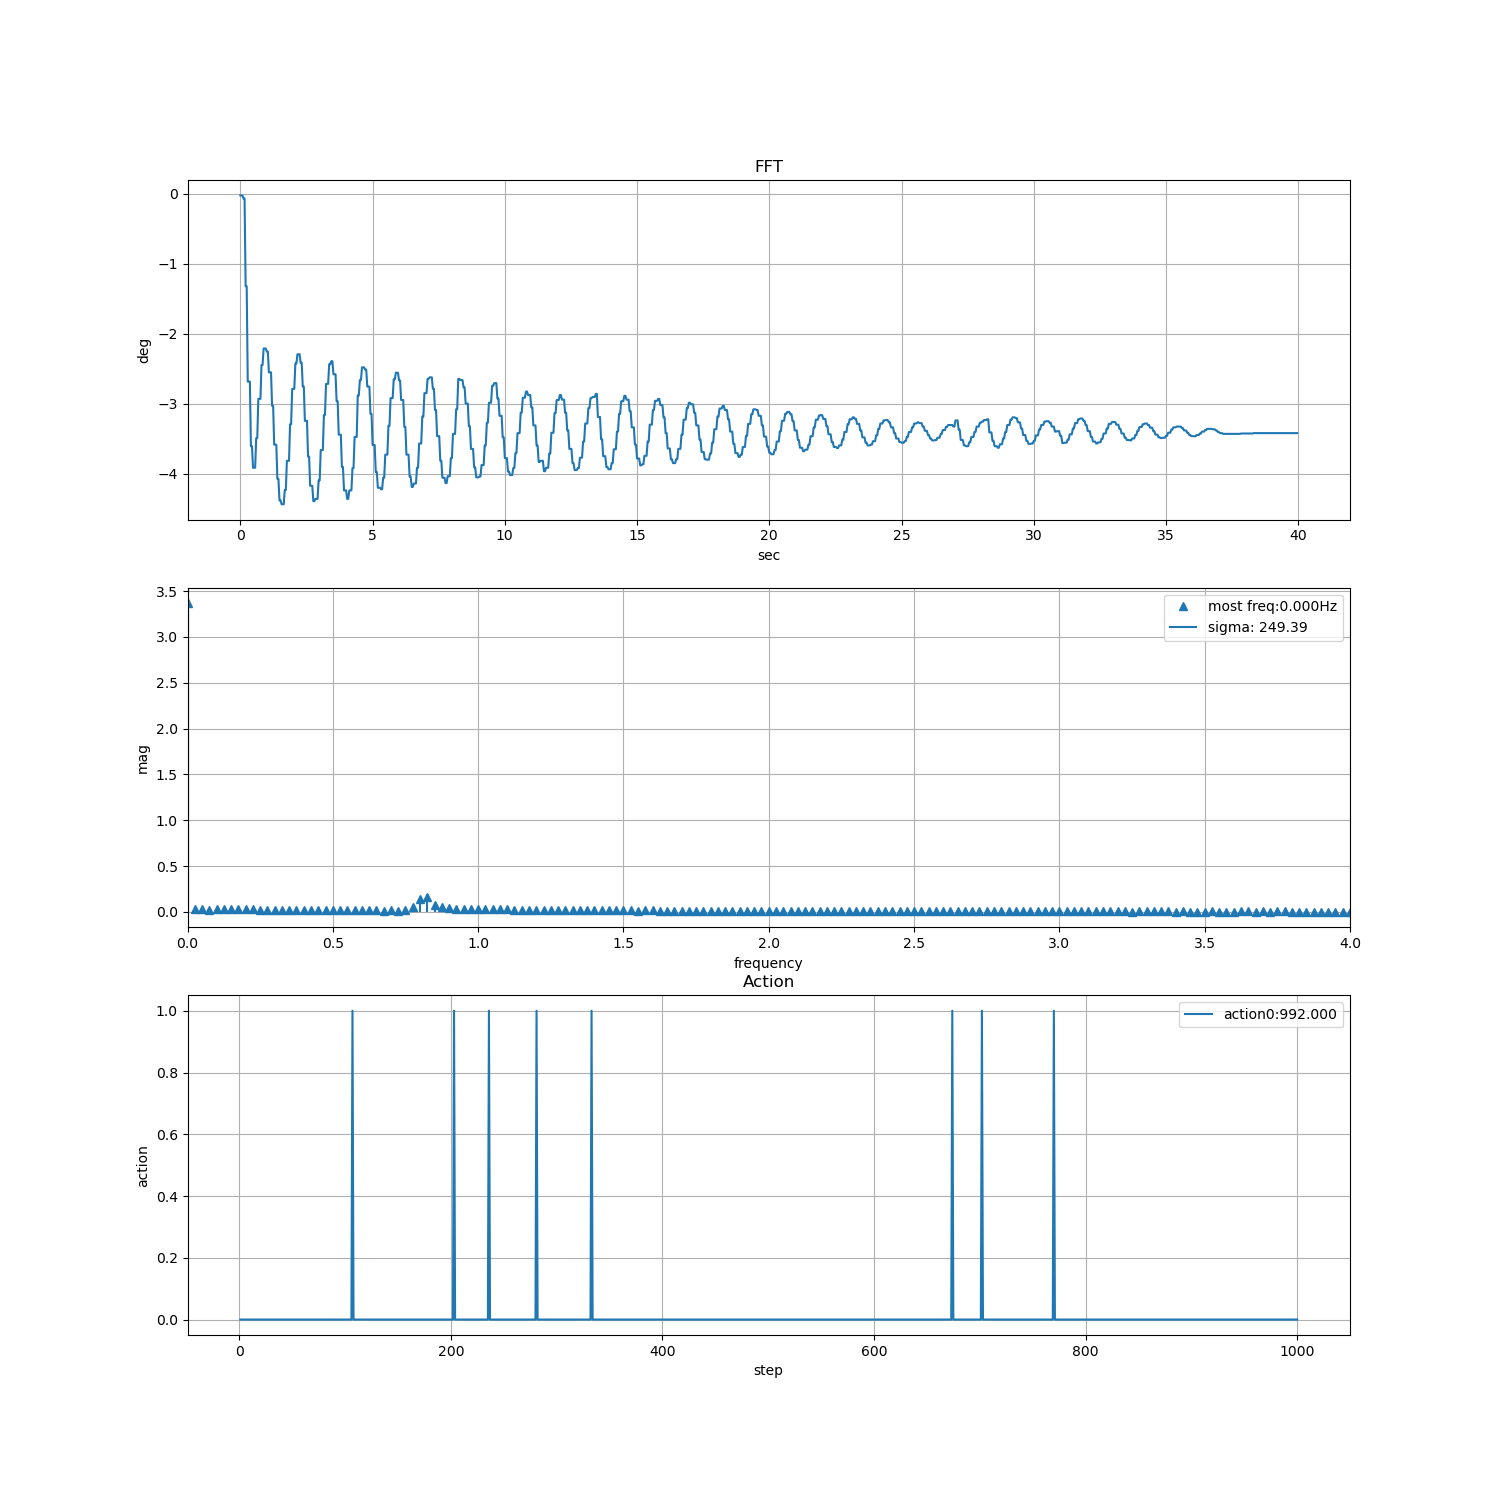 FFT
0
−1
−2
−3
−4
deg
0 5 10 15 20 25 30 35 40
sec
3.5
3.0
2.5
2.0
1.5
1.0
0.5
0.0
mag
most freq:0.000Hz
sigma: 249.39
0.0 0.5 1.0 1.5 2.0 2.5 3.0 3.5 4.0
frequency
Action
1.0
0.8
0.6
0.4
0.2
0.0
action
action0:992.000
0 200 400 600 800 1000
step